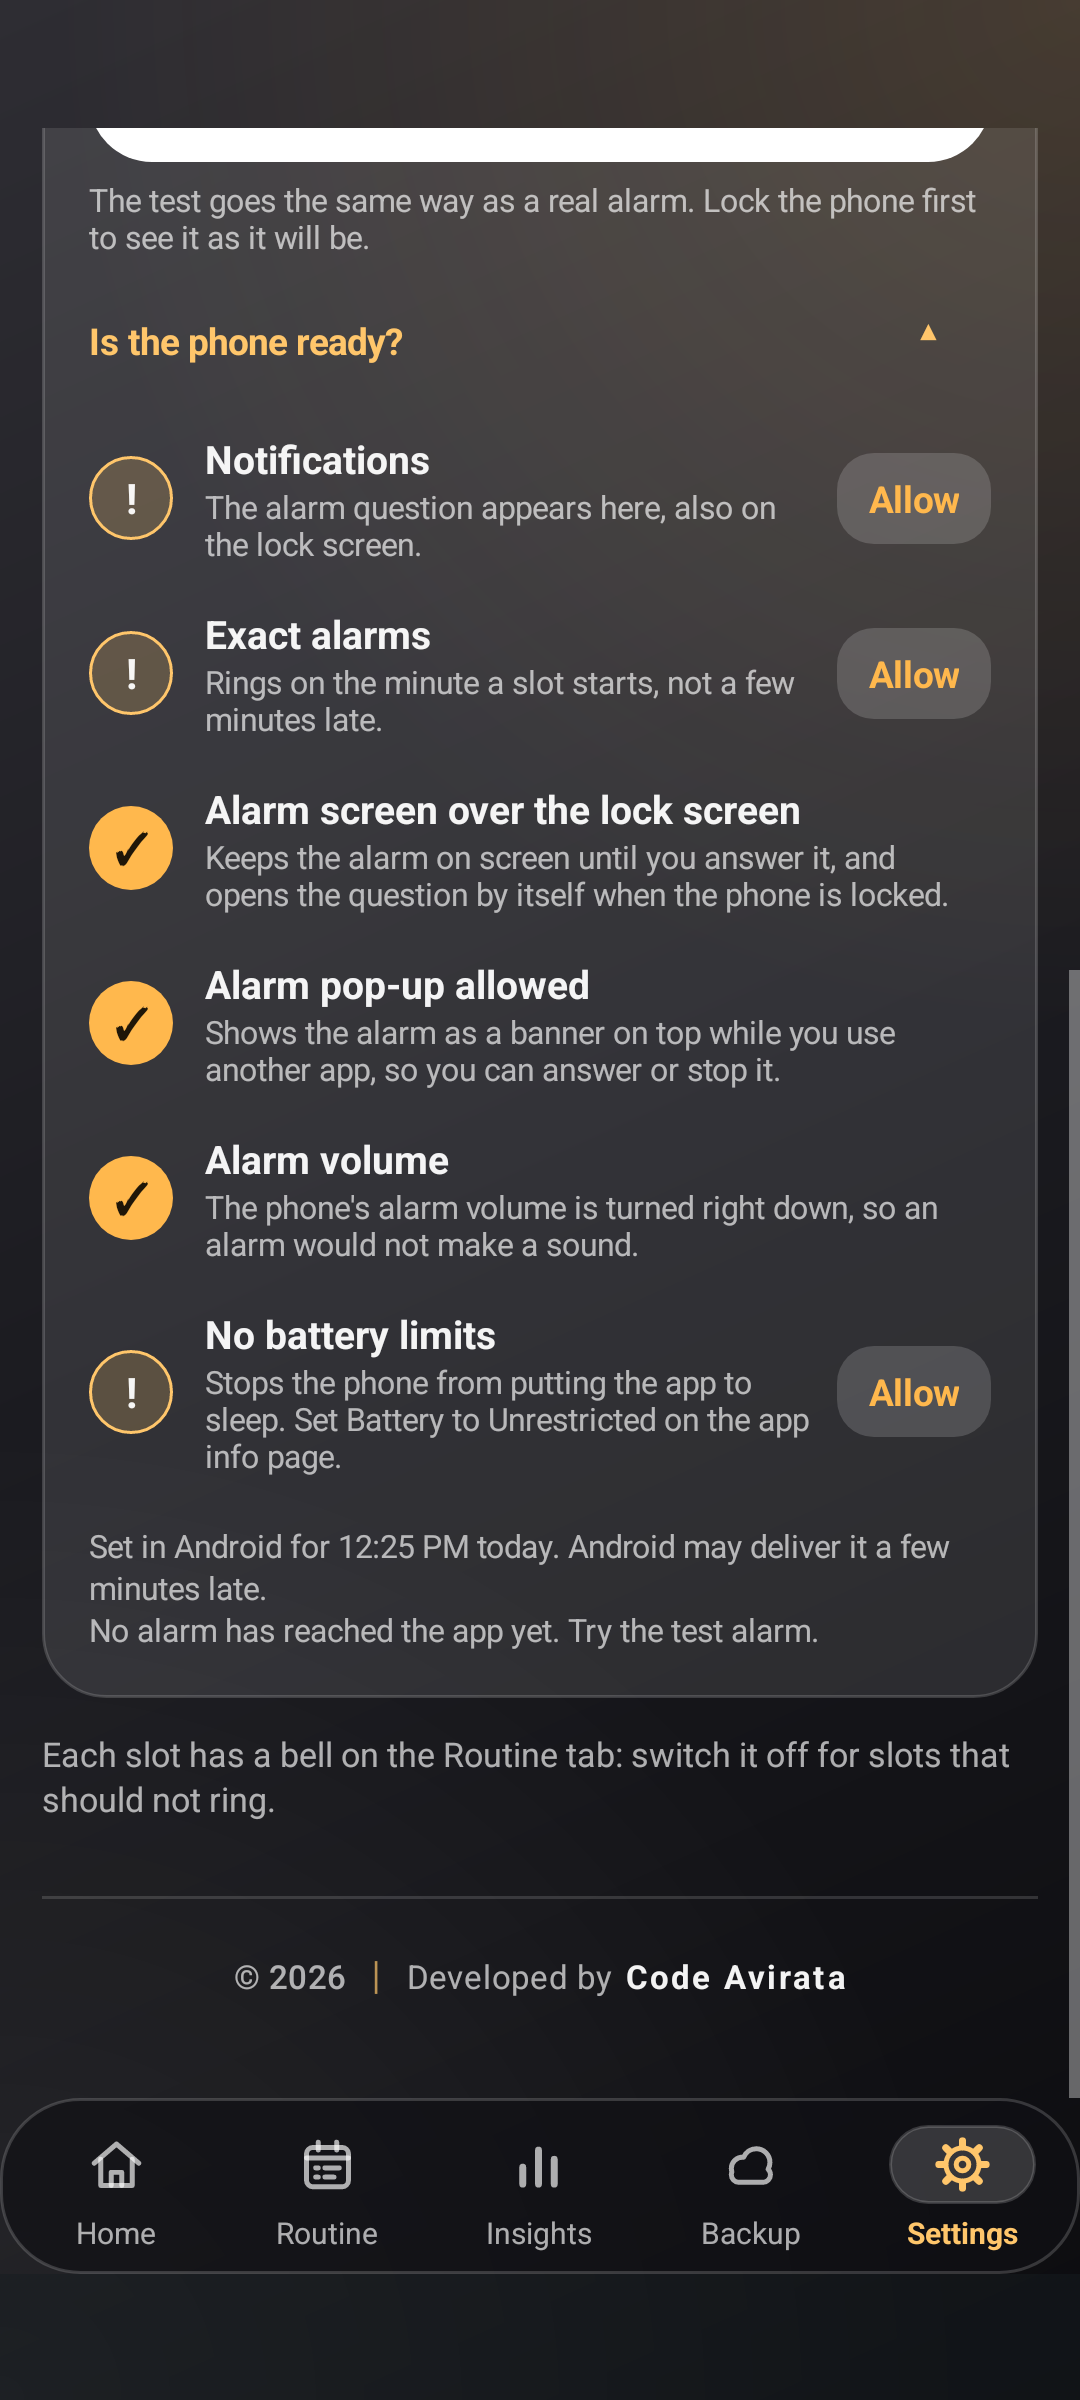 The test goes the same way as a real alarm. Lock the phone first
to see it as it will be.
Is the phone ready?
▲
!
Notifications
The alarm question appears here, also on
the lock screen.
Allow
!
Exact alarms
Rings on the minute a slot starts, not a few
minutes late.
Allow
✓
Alarm screen over the lock screen
Keeps the alarm on screen until you answer it, and
opens the question by itself when the phone is locked.
✓
Alarm pop-up allowed
Shows the alarm as a banner on top while you use
another app, so you can answer or stop it.
✓
Alarm volume
The phone's alarm volume is turned right down, so an
alarm would not make a sound.
!
No battery limits
Stops the phone from putting the app to
sleep. Set Battery to Unrestricted on the app
info page.
Allow
Set in Android for 12:25 PM today. Android may deliver it a few
minutes late.
No alarm has reached the app yet. Try the test alarm.
Each slot has a bell on the Routine tab: switch it off for slots that
should not ring.
© 2026 | Developed by Code Avirata
Home
Routine
Insights
Backup
Settings